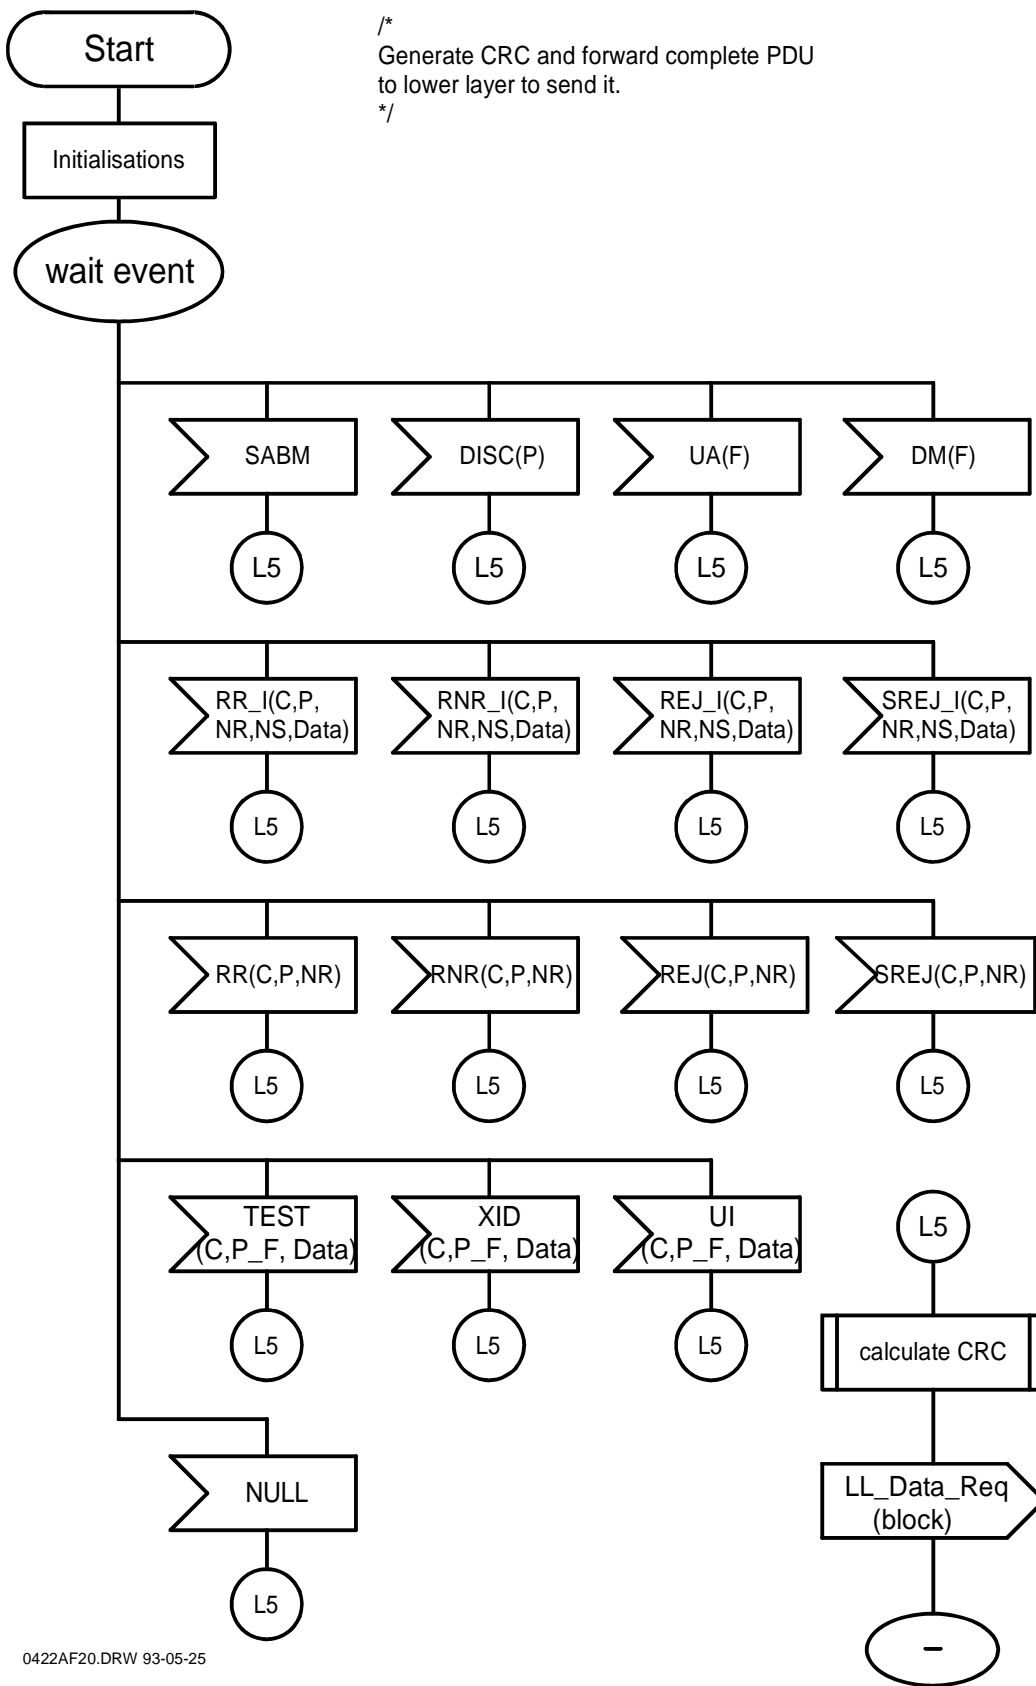 Start
/*
Generate CRC and forward complete PDU
to lower layer to send it.
*/
Initialisations
wait event
SABM
DISC(P)
UA(F)
DM(F)
L5
L5
L5
L5
RR_I(C,P,
NR,NS,Data)
RNR_I(C,P,
NR,NS,Data)
REJ_I(C,P,
NR,NS,Data)
SREJ_I(C,P,
NR,NS,Data)
L5
L5
L5
L5
RR(C,P,NR)
RNR(C,P,NR)
REJ(C,P,NR)
SREJ(C,P,NR)
L5
L5
L5
L5
TEST
(C,P_F, Data)
XID
(C,P_F, Data)
UI
(C,P_F, Data)
L5
L5
L5
L5
calculate CRC
LL_Data_Req
(block)
–
NULL
L5
0422AF20.DRW 93-05-25